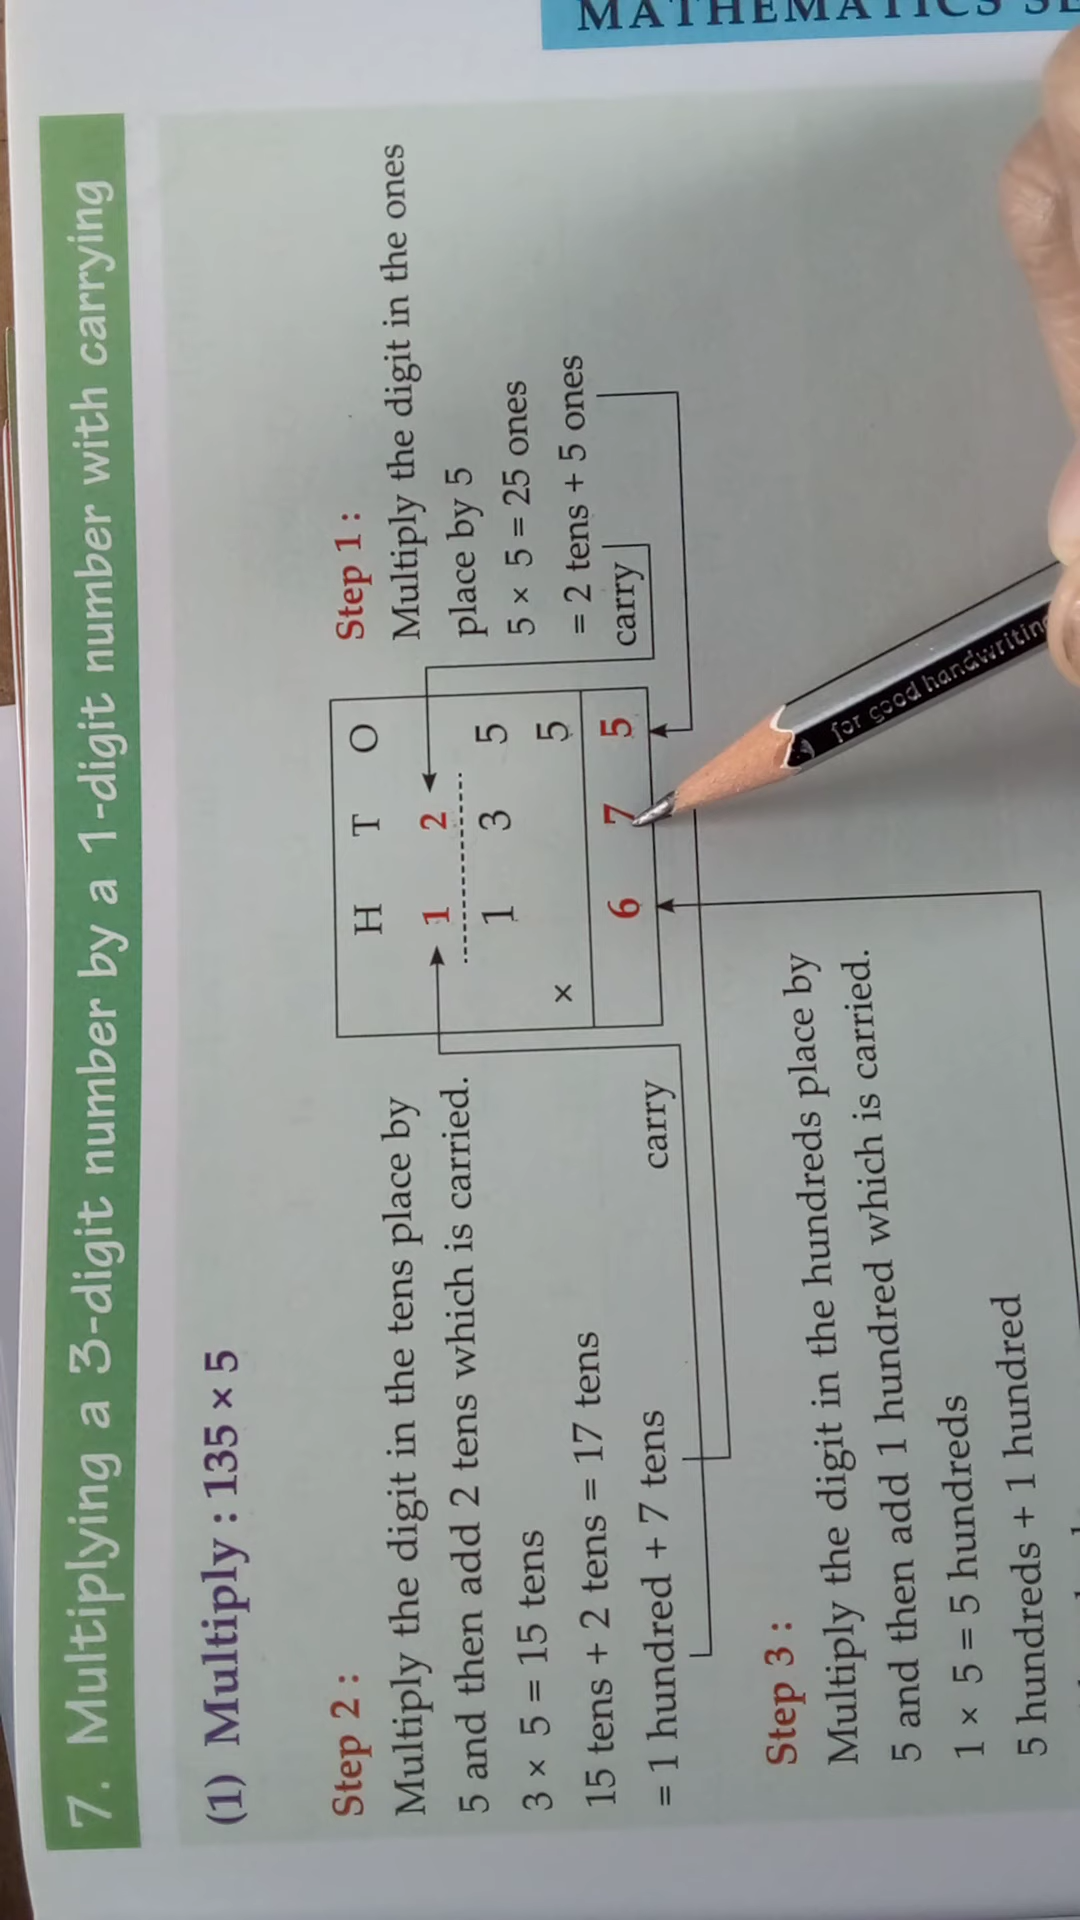 MATHEMATICS
7. Multiplying a 3-digit number by a 1-digit number with carrying
(1) Multiply : 135 × 5
Step 1 :
Multiply the digit in the ones
place by 5
5 × 5 = 25 ones
= 2 tens + 5 ones
carry
H T O
1 2
1 3 5
× 5
6 7 5
Step 2 :
Multiply the digit in the tens place by
5 and then add 2 tens which is carried.
3 × 5 = 15 tens
15 tens + 2 tens = 17 tens
= 1 hundred + 7 tens
carry
Step 3 :
Multiply the digit in the hundreds place by
5 and then add 1 hundred which is carried.
1 × 5 = 5 hundreds
5 hundreds + 1 hundred
for good handwriting